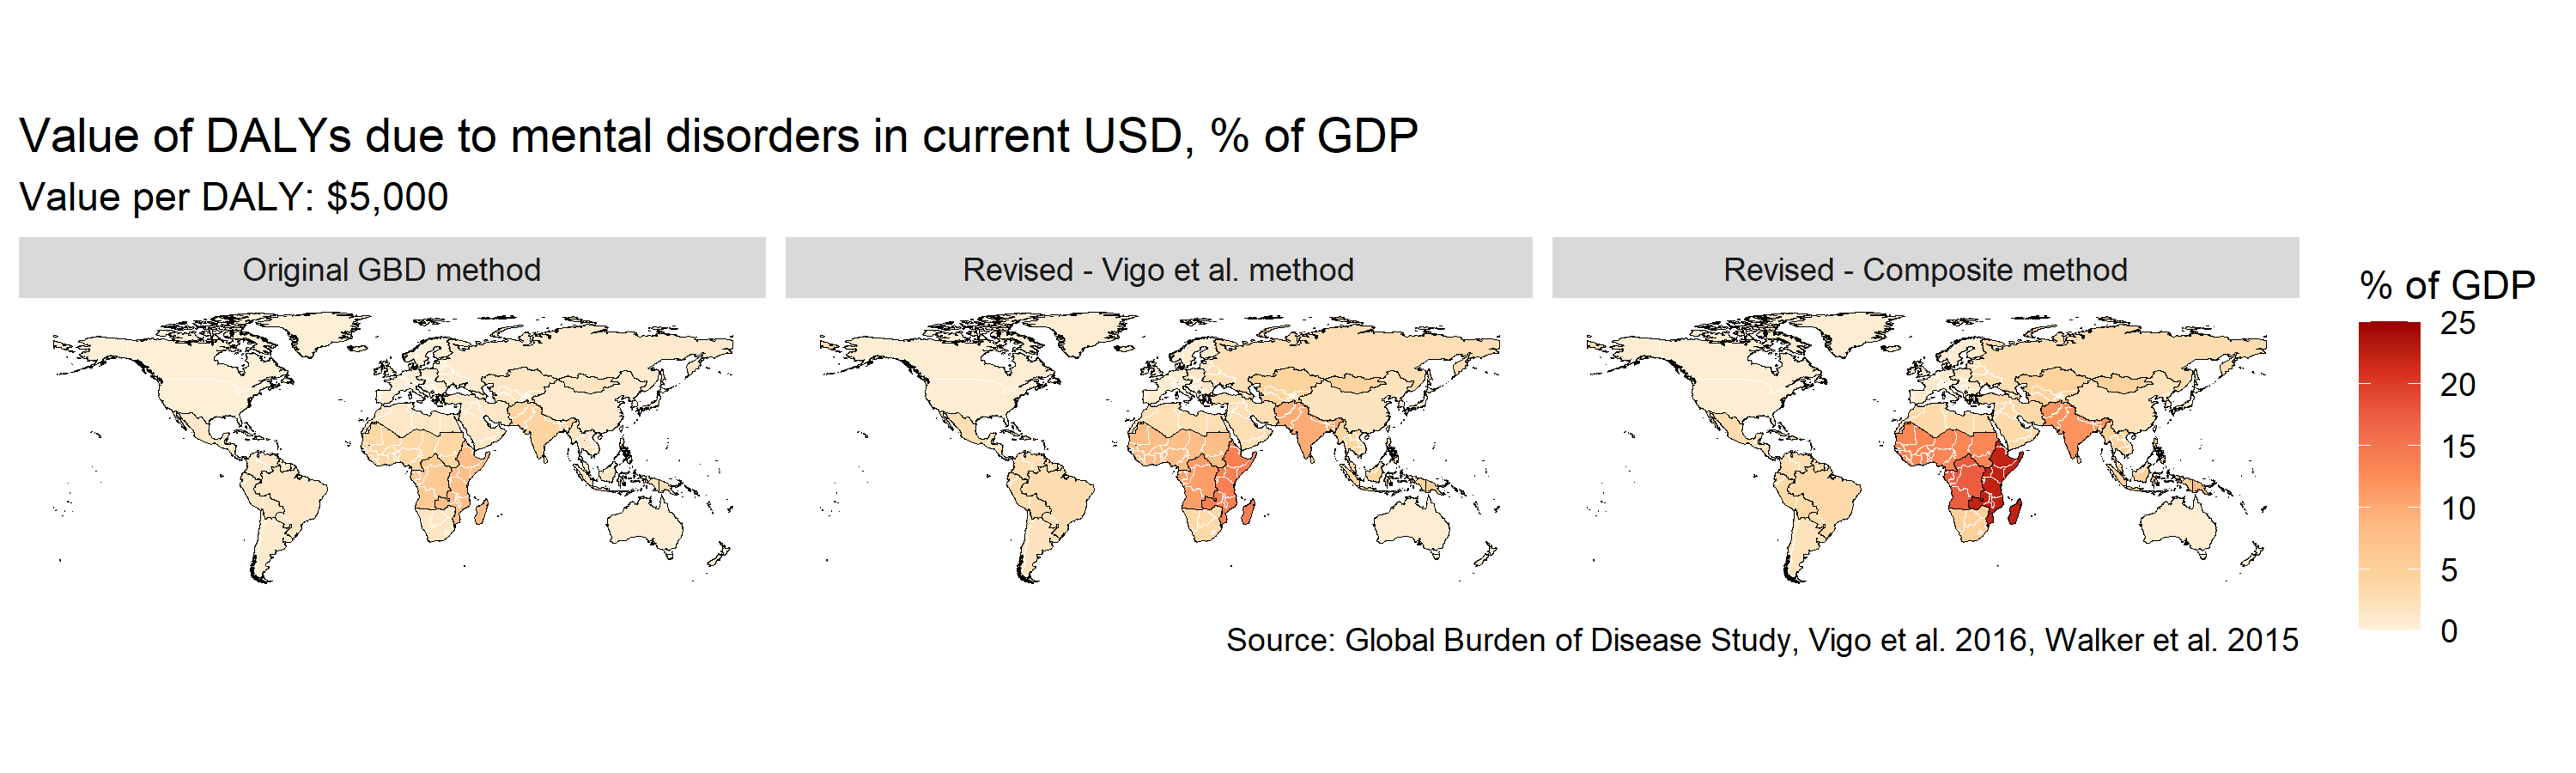 Value of DALYs due to mental disorders in current USD, % of GDP
Value per DALY: $5,000
Original GBD method
Revised - Vigo et al. method
Revised - Composite method
% of GDP
25
20
15
10
5
0
Source: Global Burden of Disease Study, Vigo et al. 2016, Walker et al. 2015